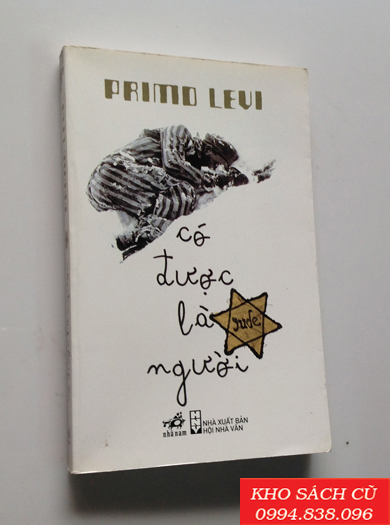 PRIMO LEVI
có
được
là
Jude
người
nhã nam
NHÀ XUẤT BẢN
HỘI NHÀ VĂN
KHO SÁCH CŨ
0994.838.096